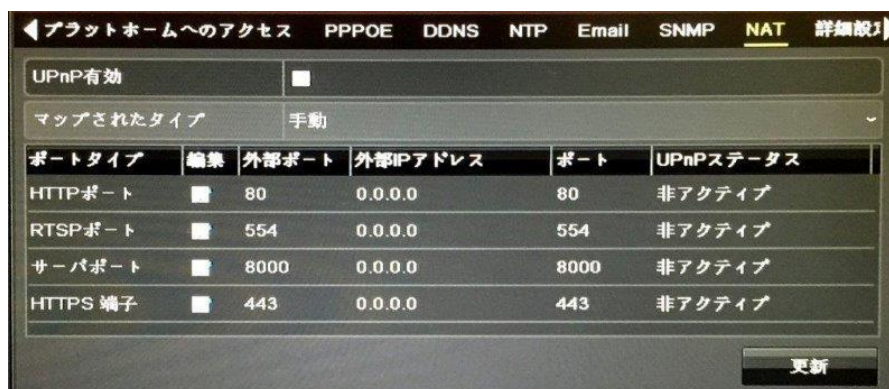 プラットホームへのアクセス PPPOE DDNS NTP Email SNMP NAT 詳細設
UPnP有効
マップされたタイプ 手動
ポートタイプ 編集 外部ポート 外部IPアドレス ポート UPnPステータス
HTTPポート 80 0.0.0.0 80 非アクティブ
RTSPポート 554 0.0.0.0 554 非アクティブ
サーバポート 8000 0.0.0.0 8000 非アクティブ
HTTPS 端子 443 0.0.0.0 443 非アクティブ
更新